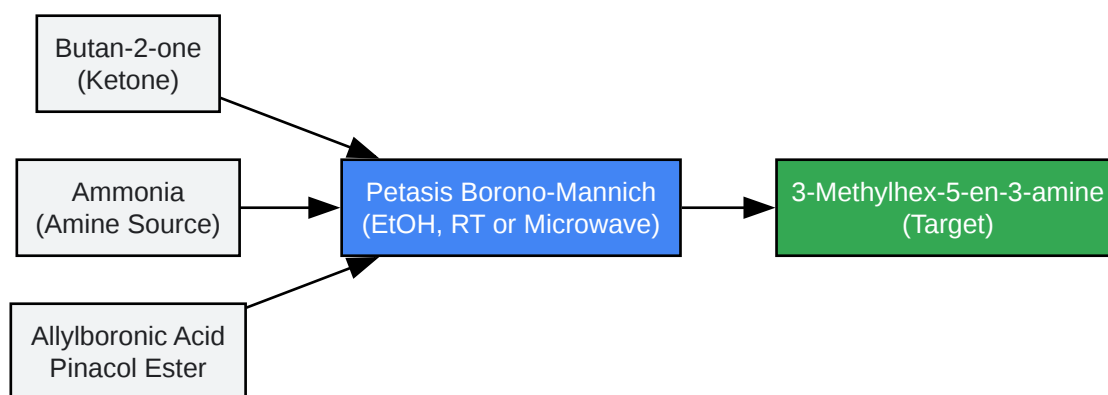 Butan-2-one
(Ketone)
Ammonia
(Amine Source)
Allylboronic Acid
Pinacol Ester
Petasis Borono-Mannich
(EtOH, RT or Microwave)
3-Methylhex-5-en-3-amine
(Target)